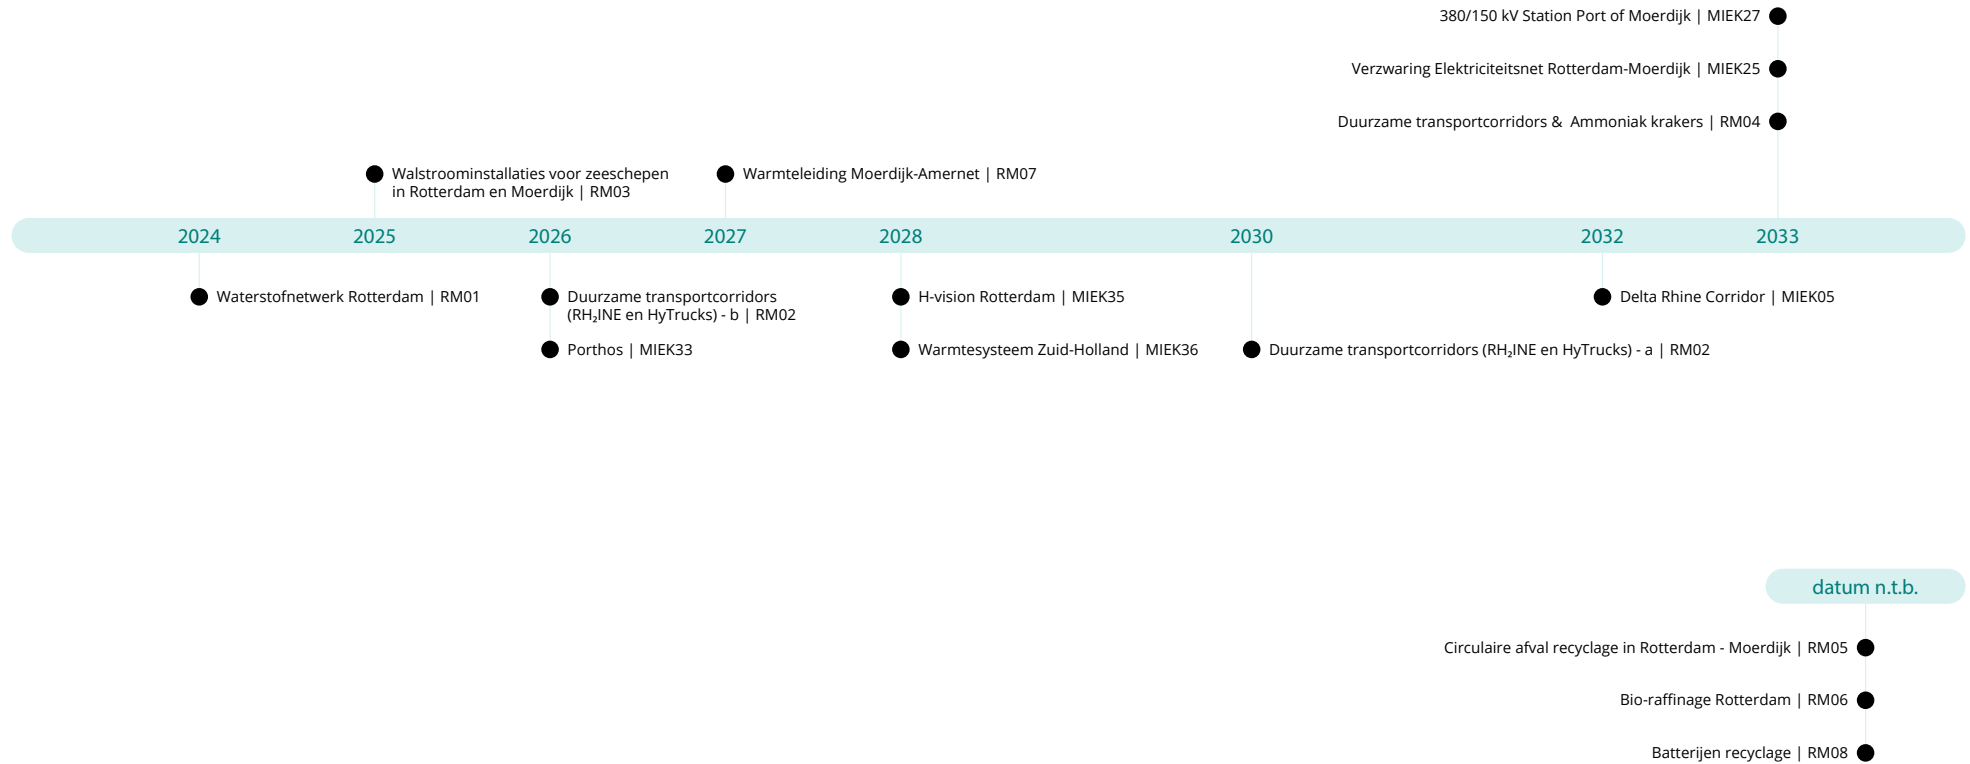 380/150 kV Station Port of Moerdijk | MIEK27
Verzwaring Elektriciteitsnet Rotterdam-Moerdijk | MIEK25
Duurzame transportcorridors &  Ammoniak krakers | RM04
Walstroominstallaties voor zeeschepen
in Rotterdam en Moerdijk | RM03
Warmteleiding Moerdijk-Amernet | RM07
2024 2025 2026 2027 2028 2030 2032 2033
Waterstofnetwerk Rotterdam | RM01
Duurzame transportcorridors
(RH₂INE en HyTrucks) - b | RM02
Porthos | MIEK33
H-vision Rotterdam | MIEK35
Warmtesysteem Zuid-Holland | MIEK36
Duurzame transportcorridors (RH₂INE en HyTrucks) - a | RM02
Delta Rhine Corridor | MIEK05
datum n.t.b.
Circulaire afval recyclage in Rotterdam - Moerdijk | RM05
Bio-raffinage Rotterdam | RM06
Batterijen recyclage | RM08